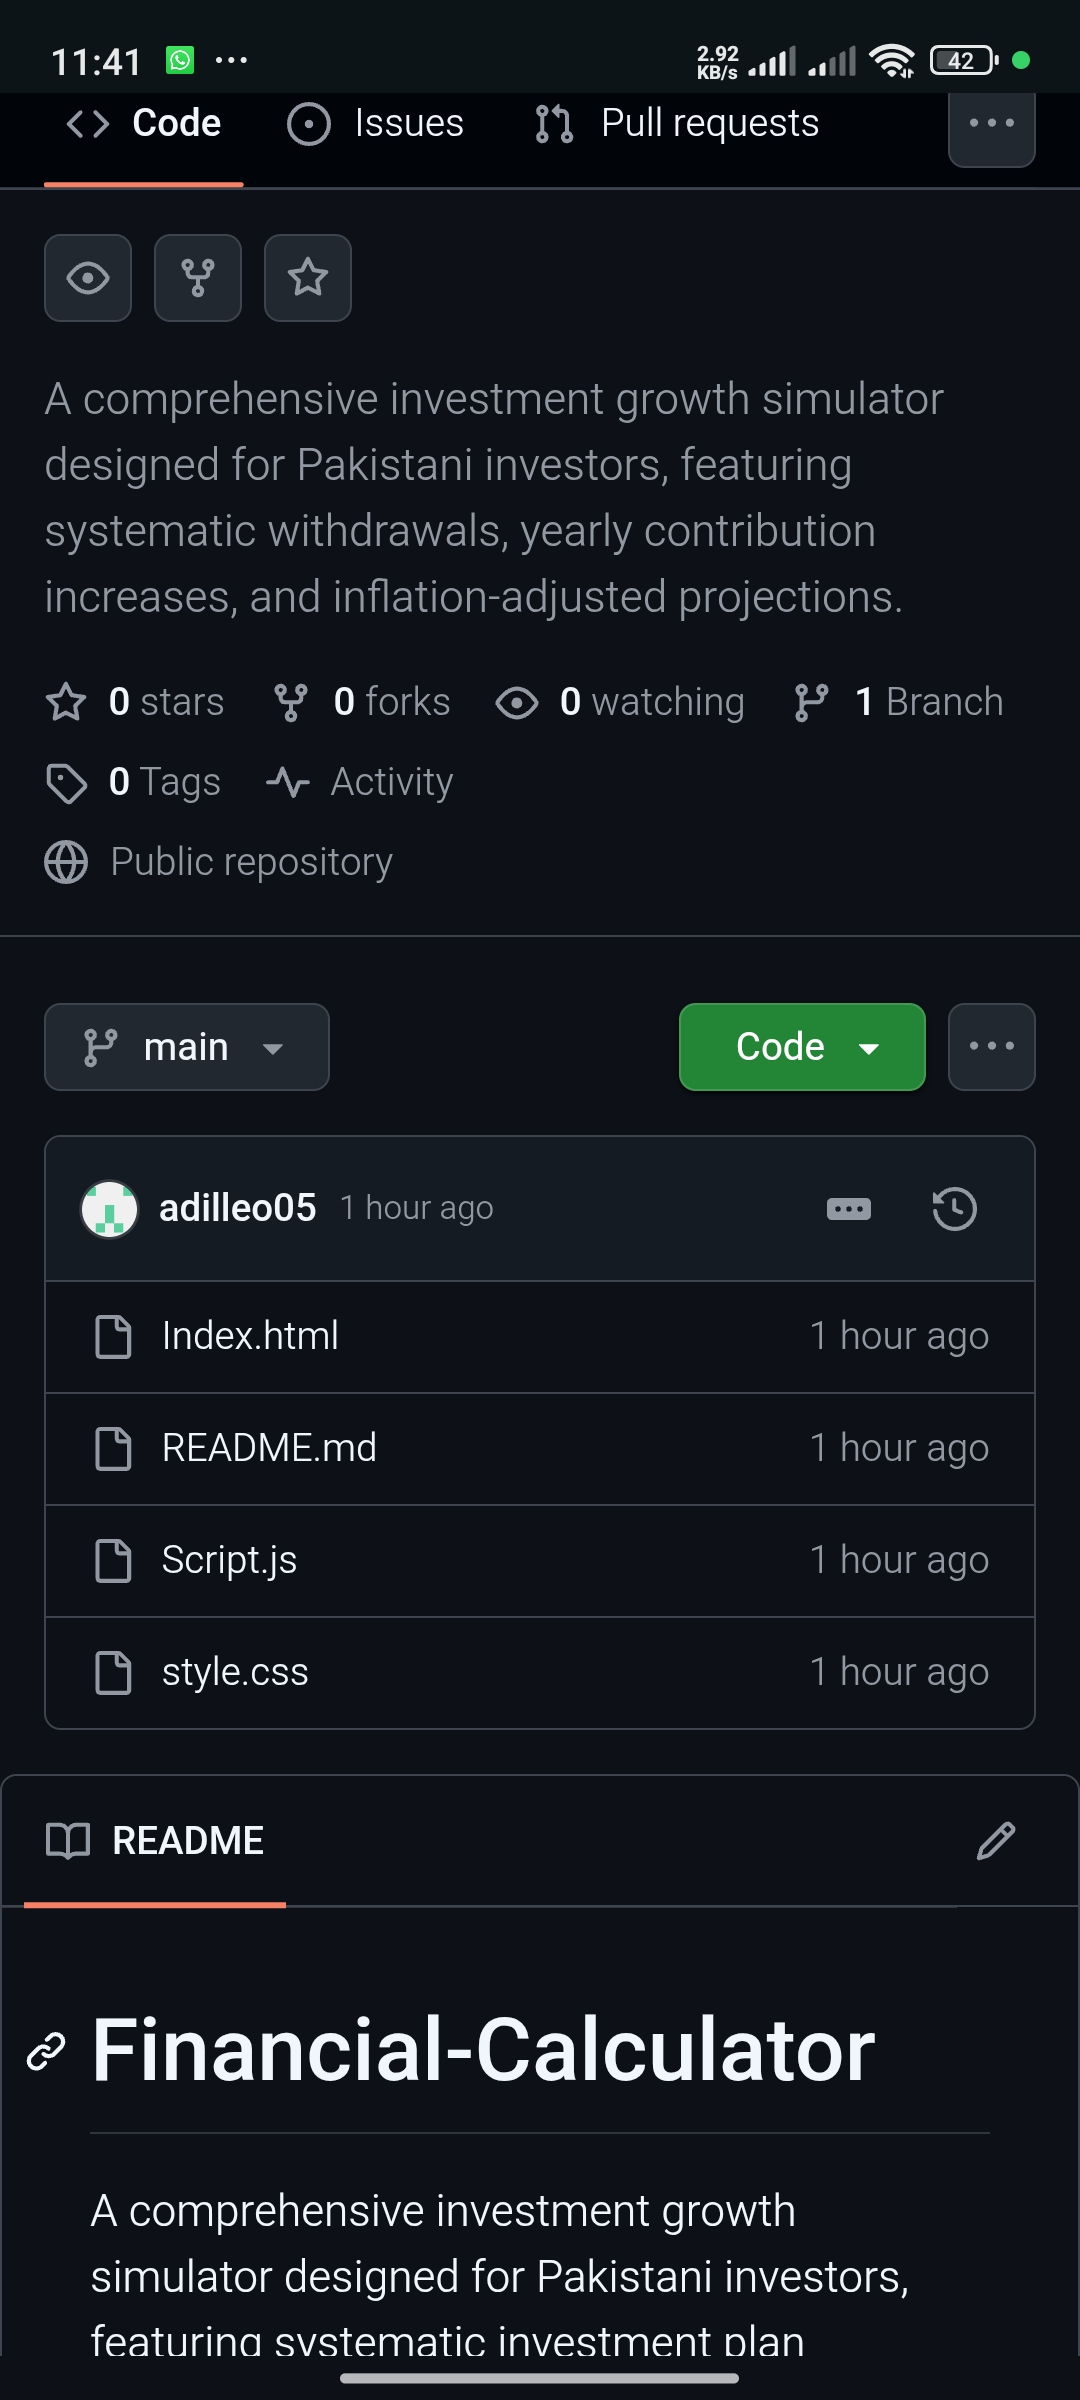 11:41 ... 2.92 KB/s 42
Code Issues Pull requests ...
A comprehensive investment growth simulator
designed for Pakistani investors, featuring
systematic withdrawals, yearly contribution
increases, and inflation-adjusted projections.
0 stars 0 forks 0 watching 1 Branch
0 Tags Activity
Public repository
main Code ...
adilleo05 1 hour ago
Index.html 1 hour ago
README.md 1 hour ago
Script.js 1 hour ago
style.css 1 hour ago
README
Financial-Calculator
A comprehensive investment growth
simulator designed for Pakistani investors,
featuring systematic investment plan